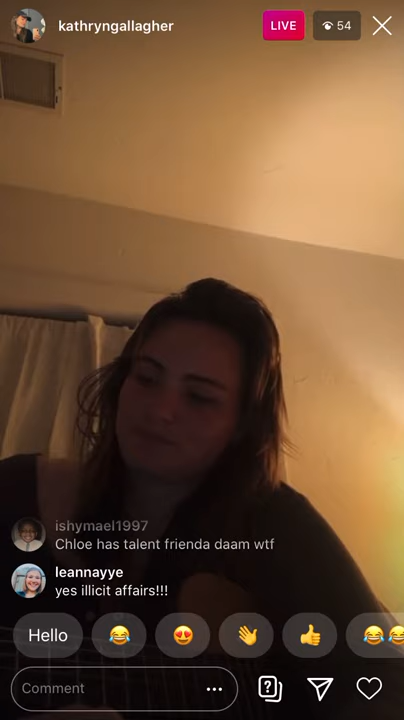 kathryngallagher
LIVE
54
ishymael1997
Chloe has talent frienda daam wtf
leannayye
yes illicit affairs!!!
Hello
Comment